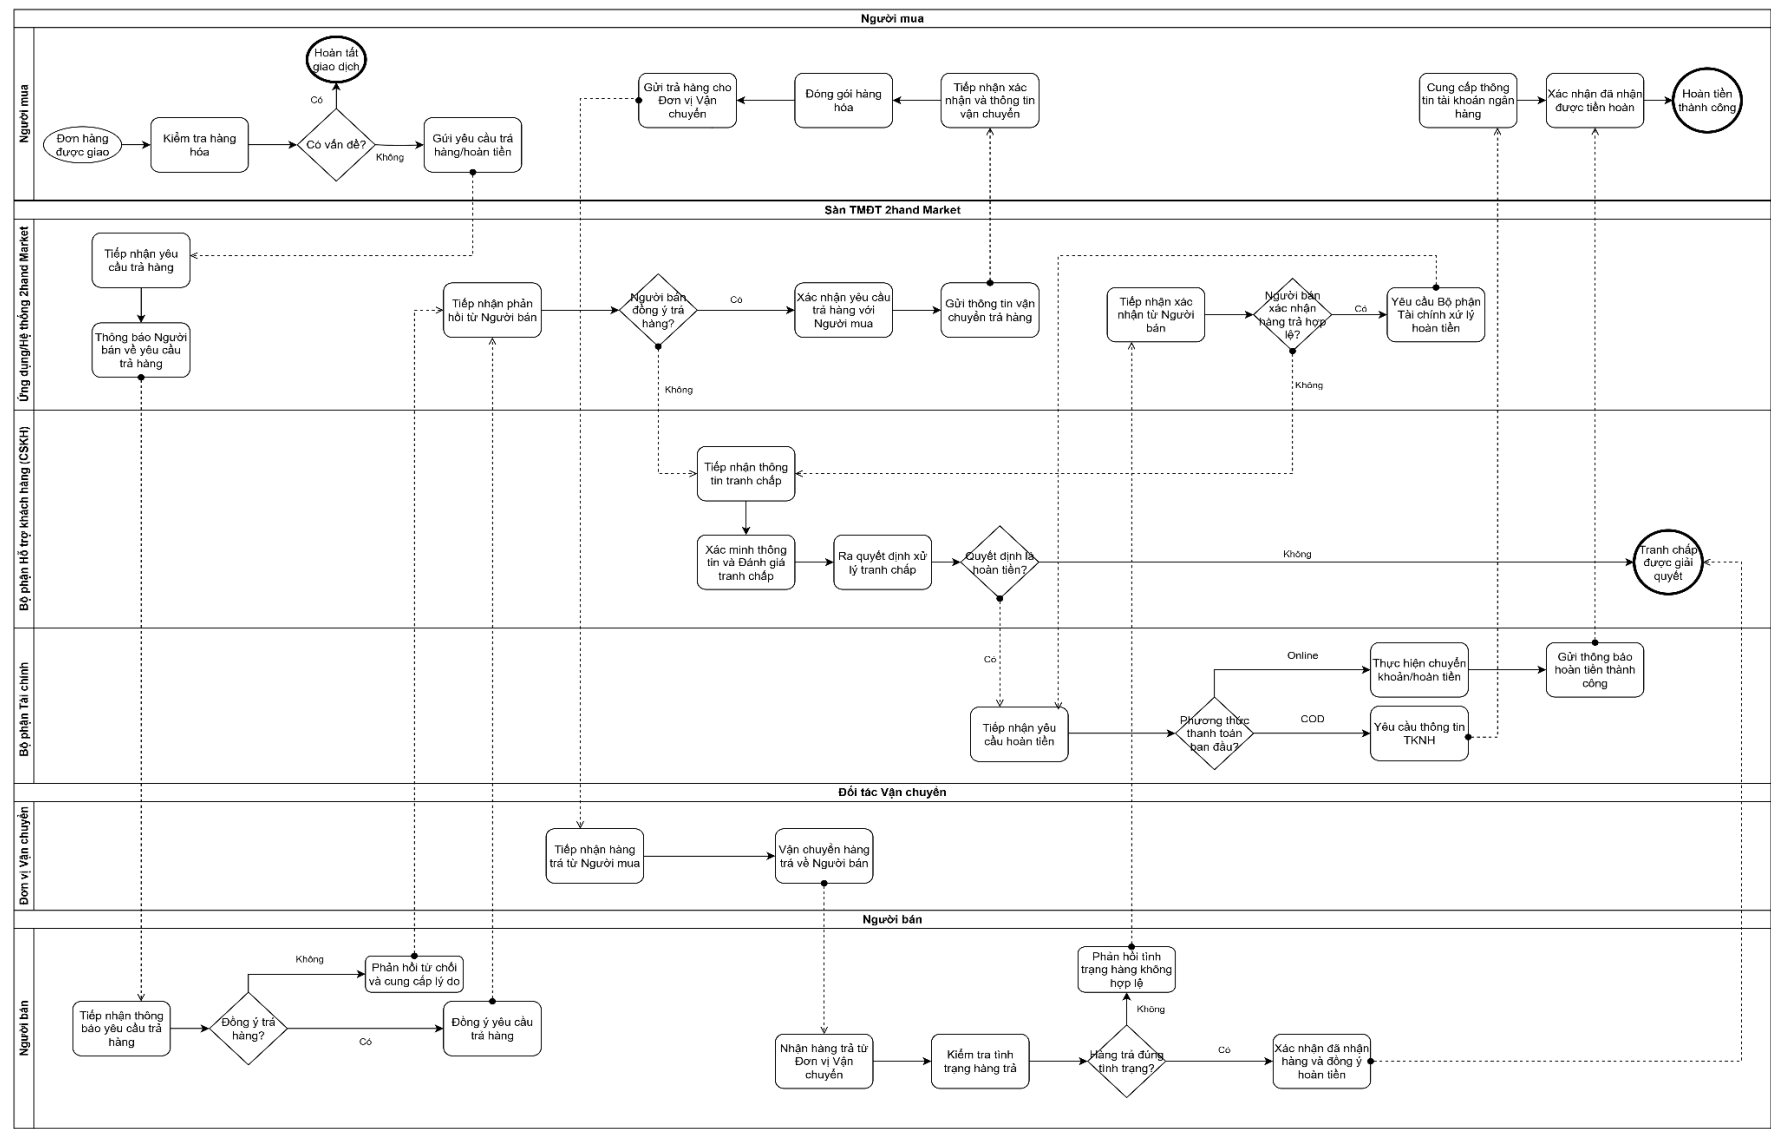 Người mua
Người mua
Hoàn tất
giao dịch
Có
Đơn hàng
được giao
Kiểm tra hàng
hóa
Có vấn đề?
Không
Gửi yêu cầu trả
hàng/hoàn tiền
Gửi trả hàng cho
Đơn vị Vận
chuyển
Đóng gói hàng
hóa
Tiếp nhận xác
nhận và thông tin
vận chuyển
Cung cấp thông
tin tài khoản ngân
hàng
Xác nhận đã nhận
được tiền hoàn
Hoàn tiền
thành công
Sàn TMĐT 2hand Market
Ứng dụng/Hệ thống 2hand Market
Tiếp nhận yêu
cầu trả hàng
Thông báo Người
bán về yêu cầu
trả hàng
Tiếp nhận phản
hồi từ Người bán
Người bán
đồng ý trả
hàng?
Có
Không
Xác nhận yêu cầu
trả hàng với
Người mua
Gửi thông tin vận
chuyển trả hàng
Tiếp nhận xác
nhận từ Người
bán
Người bán
xác nhận
hàng trả hợp
lệ?
Có
Không
Yêu cầu Bộ phận
Tài chính xử lý
hoàn tiền
Bộ phận Hỗ trợ khách hàng (CSKH)
Tiếp nhận thông
tin tranh chấp
Xác minh thông
tin và Đánh giá
tranh chấp
Ra quyết định xử
lý tranh chấp
Quyết định là
hoàn tiền?
Không
Có
Tranh chấp
được giải
quyết
Bộ phận Tài chính
Tiếp nhận yêu
cầu hoàn tiền
Phương thức
thanh toán
ban đầu?
Online
COD
Thực hiện chuyển
khoản/hoàn tiền
Yêu cầu thông tin
TKNH
Gửi thông báo
hoàn tiền thành
công
Đối tác Vận chuyển
Đơn vị Vận chuyển
Tiếp nhận hàng
trả từ Người mua
Vận chuyển hàng
trả về Người bán
Người bán
Người bán
Tiếp nhận thông
báo yêu cầu trả
hàng
Đồng ý trả
hàng?
Không
Có
Phản hồi từ chối
và cung cấp lý do
Đồng ý yêu cầu
trả hàng
Nhận hàng trả từ
Đơn vị Vận
chuyển
Kiểm tra tình
trạng hàng trả
Hàng trả đúng
tình trạng?
Không
Có
Phản hồi tình
trạng hàng không
hợp lệ
Xác nhận đã nhận
hàng và đồng ý
hoàn tiền